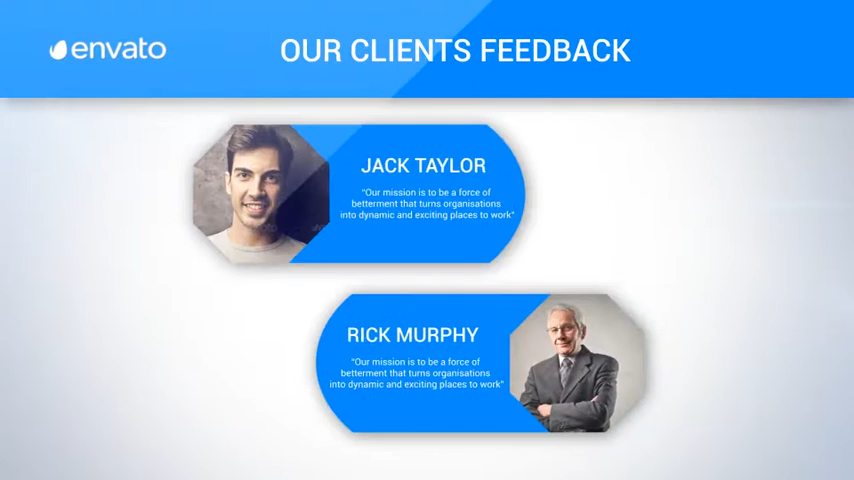 envato
OUR CLIENTS FEEDBACK
JACK TAYLOR
"Our mission is to be a force of
betterment that turns organisations
into dynamic and exciting places to work"
RICK MURPHY
"Our mission is to be a force of
betterment that turns organisations
into dynamic and exciting places to work"